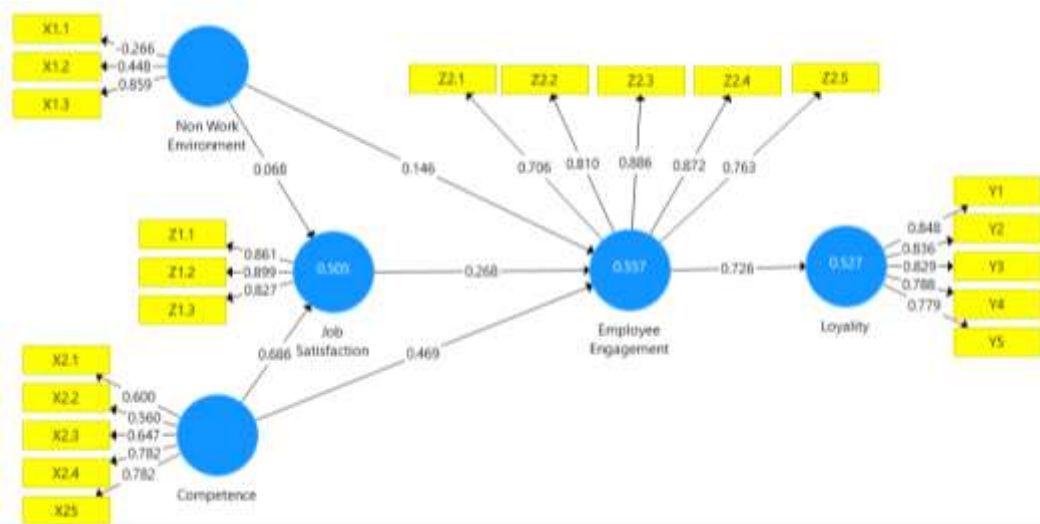 X1.1
X1.2
X1.3
-0.266
0.448
0.859
Non Work
Environment
0.068
0.146
Z2.1
Z2.2
Z2.3
Z2.4
Z2.5
0.706
0.810
0.886
0.872
0.763
Z1.1
Z1.2
Z1.3
0.861
0.899
0.827
0.505
Job
Satisfaction
0.268
0.557
Employee
Engagement
0.726
0.527
Loyality
0.848
0.836
0.829
0.788
0.779
Y1
Y2
Y3
Y4
Y5
0.686
0.469
X2.1
X2.2
X2.3
X2.4
X25
0.600
0.560
0.647
0.782
0.782
Competence